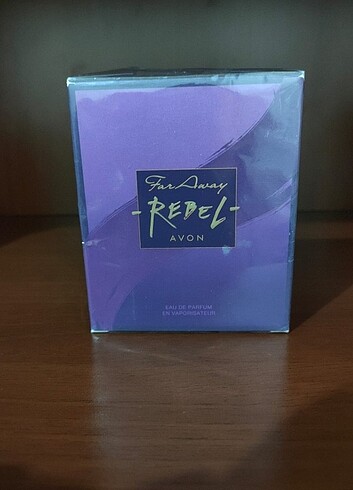 Far Away
-REBEL-
AVON
EAU DE PARFUM
EN VAPORISATEUR